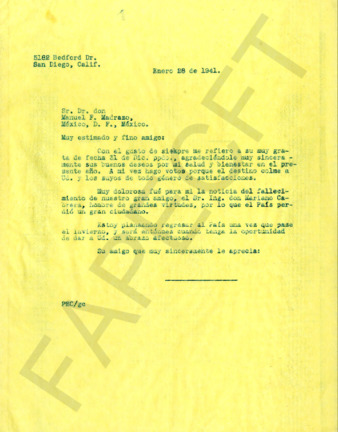 5162 Bedford Dr.
San Diego, Calif.
Enero 28 de 1941.
Sr. Dr. don
Manuel F. Madrazo,
México, D. F., México.
Muy estimado y fino amigo:
Con el gusto de siempre me refiero a su muy gra-
ta de fecha 21 de Dic. ppdo., agradeciéndole muy sincera-
mente sus buenos deseos por mi salud y bienestar en el pre-
sente año. A mi vez hago votos porque el destino colme a
Ud. y los suyos de todo género de satisfacciones.
Muy dolorosa fué para mi la noticia del falleci-
miento de nuestro gran amigo, el Sr. Ing. don Mariano Ca-
brera, hombre de grandes virtudes, por lo que el País per-
dió un gran ciudadano.
Estoy planeando regresar al País una vez que pase
el invierno, y será entonces cuando tenga la oportunidad
de dar a Ud. un abrazo afectuoso.
Su amigo que muy sinceramente le aprecia:
PEC/gc
FAPECFT